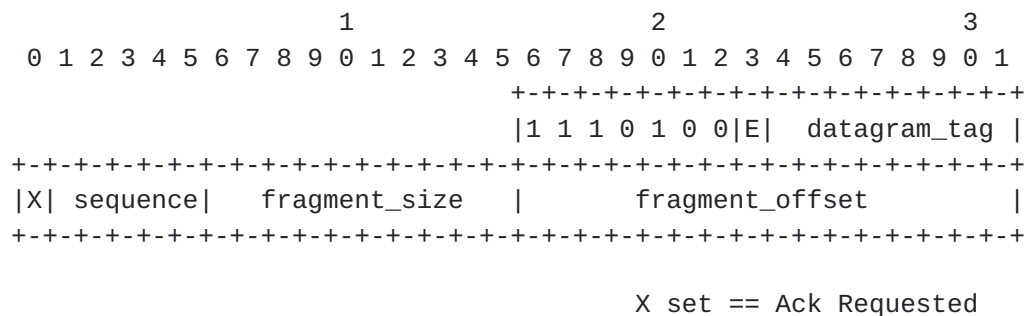 1                   2                   3
 0 1 2 3 4 5 6 7 8 9 0 1 2 3 4 5 6 7 8 9 0 1 2 3 4 5 6 7 8 9 0 1
                                +-+-+-+-+-+-+-+-+-+-+-+-+-+-+-+-+
                                |1 1 1 0 1 0 0|E|  datagram_tag |
+-+-+-+-+-+-+-+-+-+-+-+-+-+-+-+-+-+-+-+-+-+-+-+-+-+-+-+-+-+-+-+-+
|X| sequence|   fragment_size   |       fragment_offset         |
+-+-+-+-+-+-+-+-+-+-+-+-+-+-+-+-+-+-+-+-+-+-+-+-+-+-+-+-+-+-+-+-+
                                        X set == Ack Requested